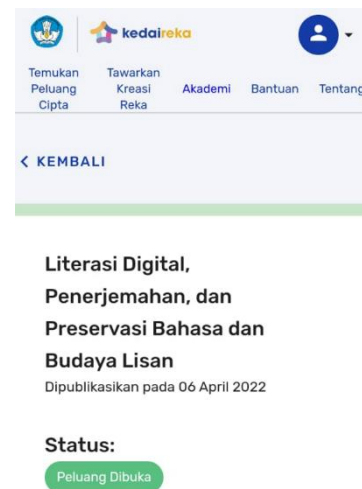 kedaireka
Temukan Peluang Cipta
Tawarkan Kreasi Reka
Akademi
Bantuan
Tentang
< KEMBALI
Literasi Digital,
Penerjemahan, dan
Preservasi Bahasa dan
Budaya Lisan
Dipublikasikan pada 06 April 2022
Status:
Peluang Dibuka